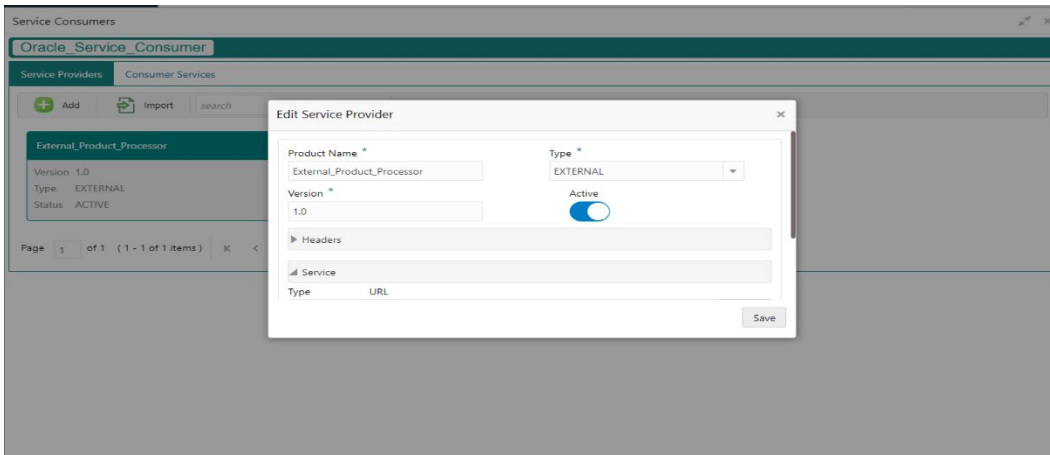 Service Consumers
Oracle_Service_Consumer
Service Providers Consumer Services
Add Import search
External_Product_Processor
Version 1.0
Type EXTERNAL
Status ACTIVE
Page 1 of 1 (1 - 1 of 1 items)
Edit Service Provider
Product Name * Type *
External_Product_Processor EXTERNAL
Version * Active
1.0
Headers
Service
Type URL
Save